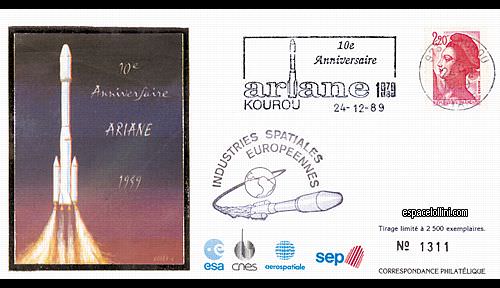 10e
Anniversaire
ARIANE
1989
10e
Anniversaire
ariane 1979
KOUROU
24-12-89
2,20
INDUSTRIES SPATIALES
EUROPEENNES
espacelollini.com
Tirage limité à 2 500 exemplaires.
Nº 1311
esa
cnes
aerospatiale
sep
CORRESPONDANCE PHILATÉLIQUE